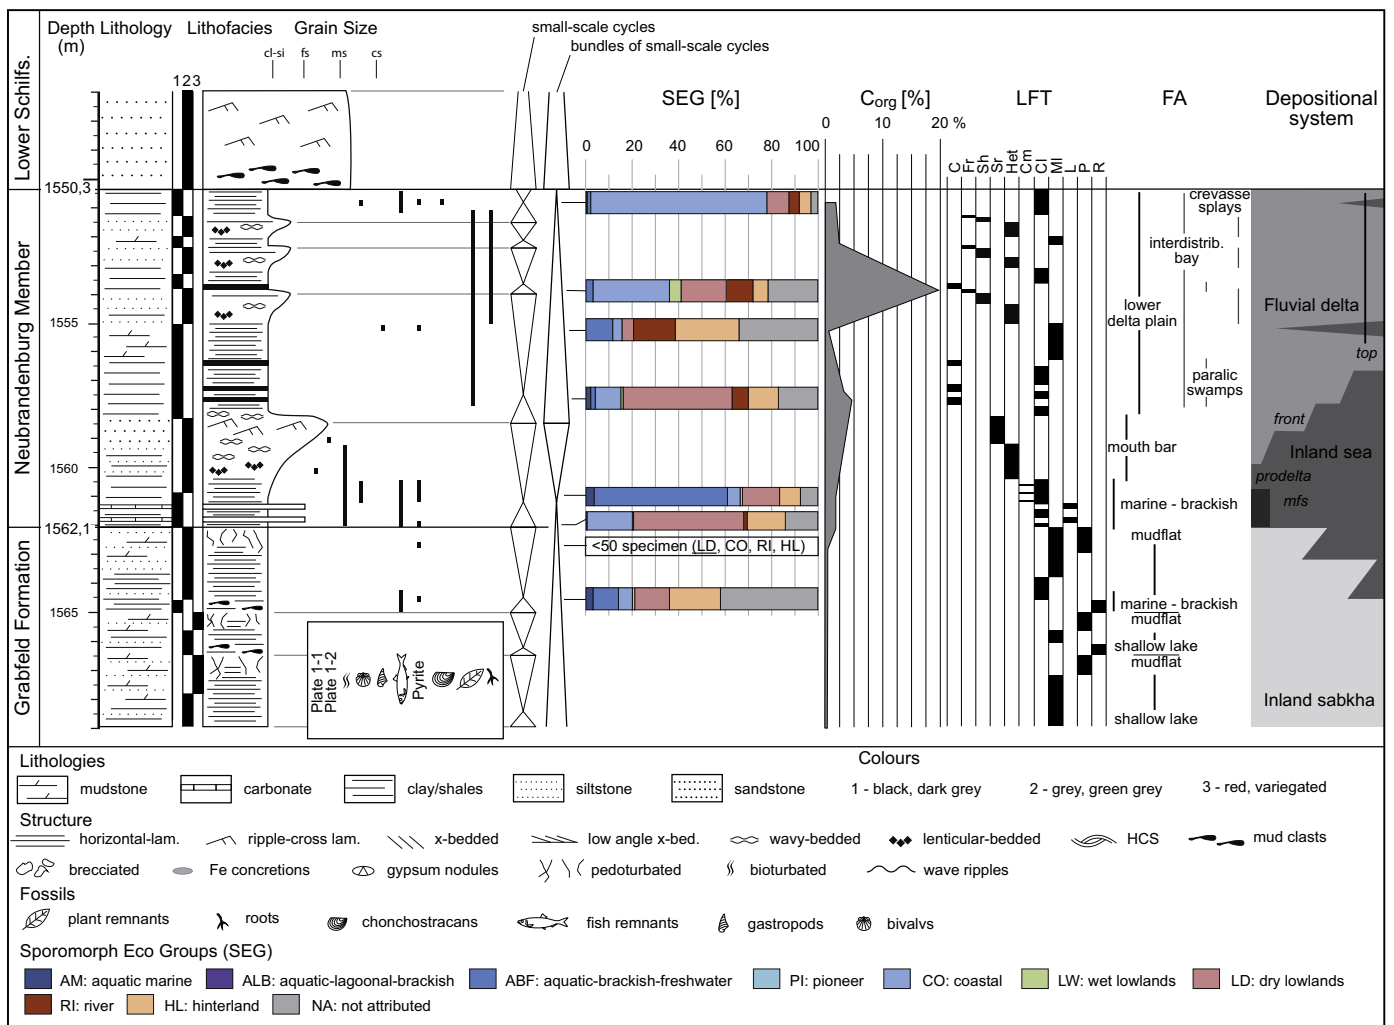 Depth Lithology Lithofacies Grain Size
(m)
cl-si fs ms cs
1 2 3
small-scale cycles
bundles of small-scale cycles
SEG [%]
0 20 40 60 80 100
Corg [%]
0 10 20 %
LFT
C Fr Sh Sr Het Cm Cl Ml L P R
FA
Depositional
system
Lower Schilfs.
Neubrandenburg Member
Grabfeld Formation
1550,3
1555
1560
1562,1
1565
<50 specimen (LD, CO, RI, HL)
crevasse
splays
interdistrib.
bay
lower
delta plain
paralic
swamps
mouth bar
marine - brackish
mudflat
marine - brackish
mudflat
shallow lake
mudflat
shallow lake
Fluvial delta
top
front
Inland sea
prodelta
mfs
Inland sabkha
Plate 1-1
Plate 1-2
Pyrite
Lithologies
mudstone
carbonate
clay/shales
siltstone
sandstone
Colours
1 - black, dark grey
2 - grey, green grey
3 - red, variegated
Structure
horizontal-lam.
ripple-cross lam.
x-bedded
low angle x-bed.
wavy-bedded
lenticular-bedded
HCS
mud clasts
brecciated
Fe concretions
gypsum nodules
pedoturbated
bioturbated
wave ripples
Fossils
plant remnants
roots
chonchostracans
fish remnants
gastropods
bivalvs
Sporomorph Eco Groups (SEG)
AM: aquatic marine
ALB: aquatic-lagoonal-brackish
ABF: aquatic-brackish-freshwater
PI: pioneer
CO: coastal
LW: wet lowlands
LD: dry lowlands
RI: river
HL: hinterland
NA: not attributed